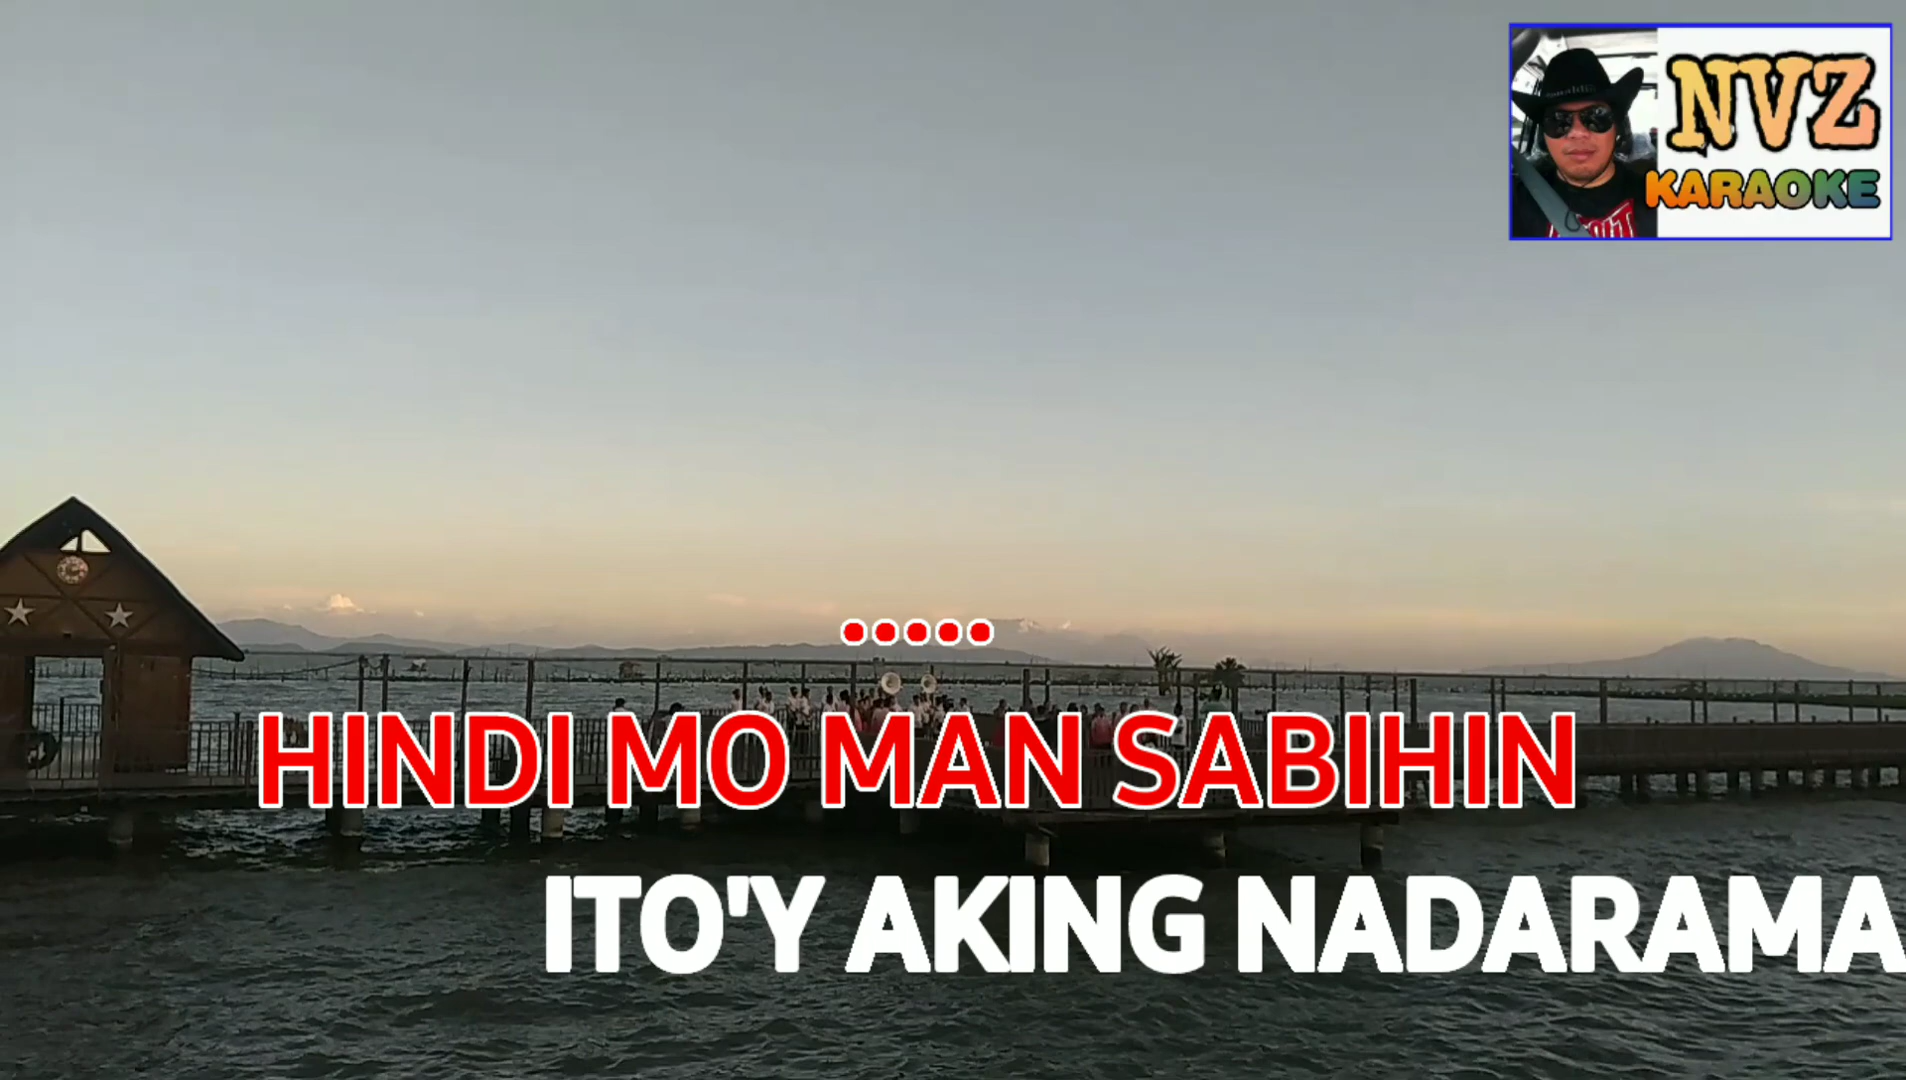 NVZ
KARAOKE
•••••
HINDI MO MAN SABIHIN
ITO'Y AKING NADARAMA